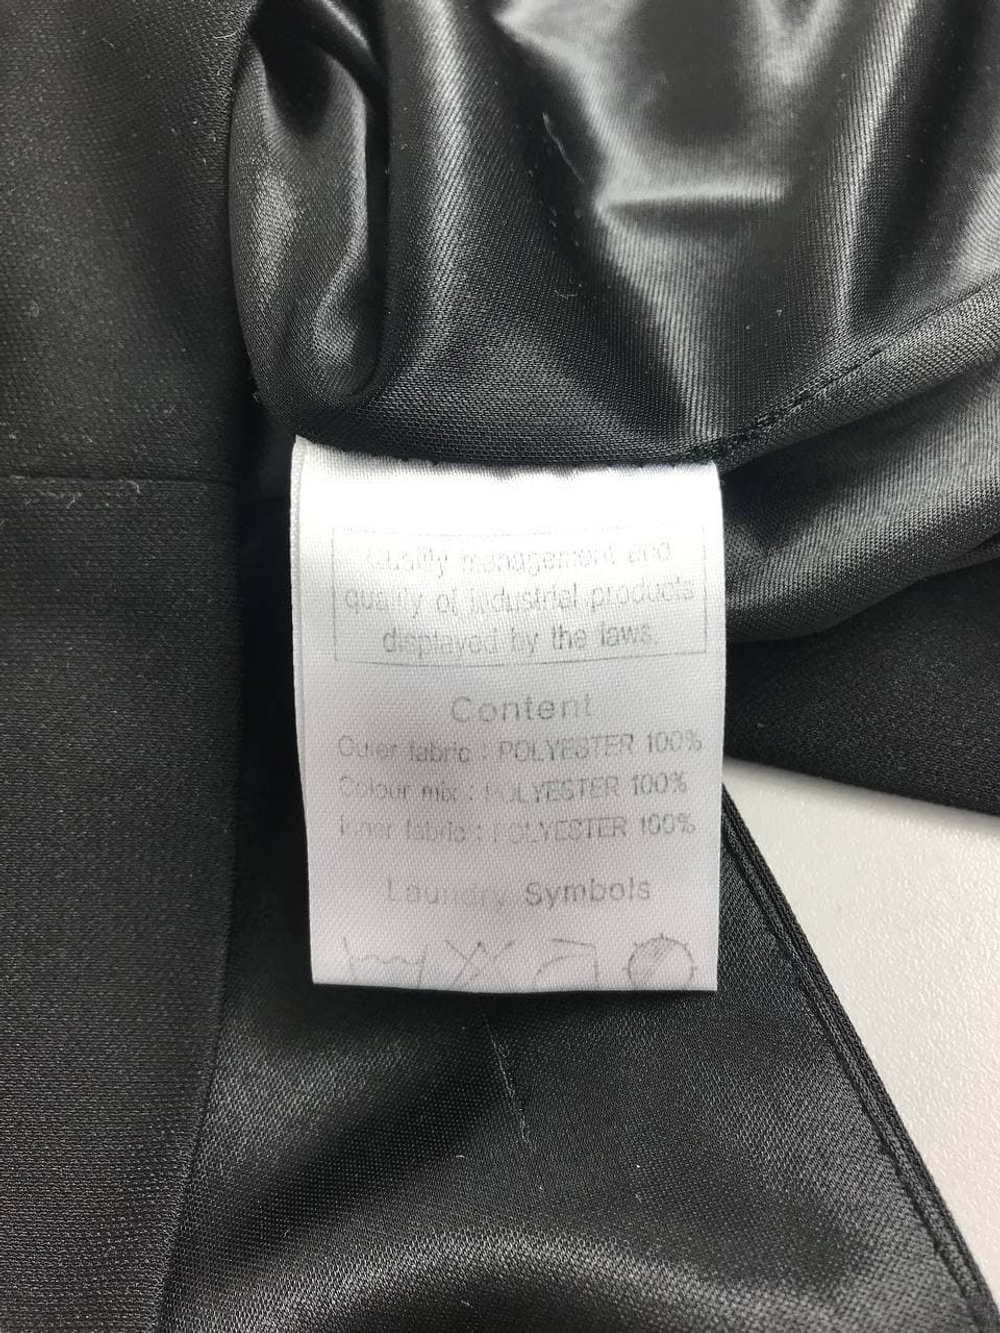 Quality management and
quality of industrial products
displayed by the laws.
Content
Outer fabric : POLYESTER 100%
Colour mix : POLYESTER 100%
Inner fabric : POLYESTER 100%
Laundry Symbols